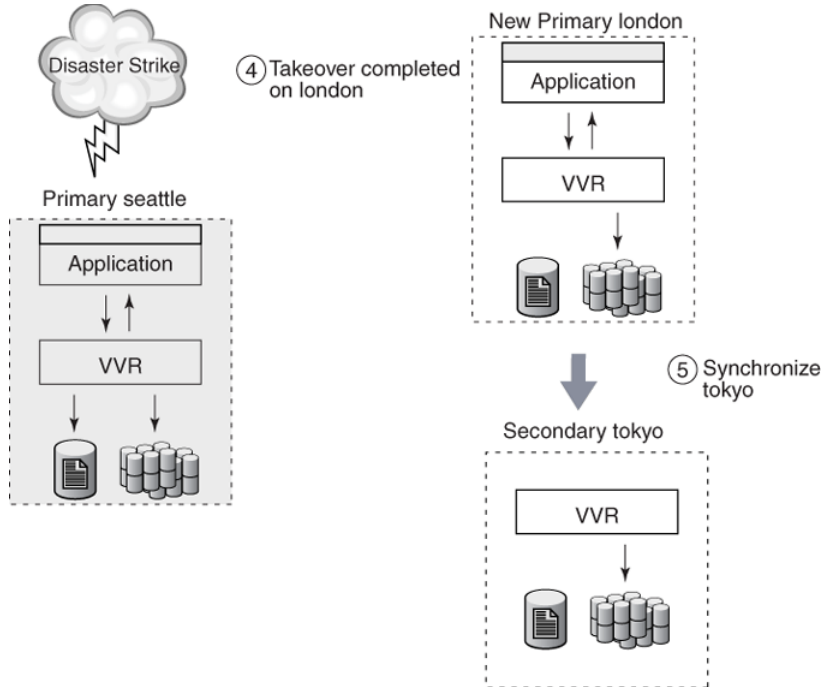 Disaster Strike
Primary seattle
Application
VVR
④ Takeover completed
on london
New Primary london
Application
VVR
⑤ Synchronize
tokyo
Secondary tokyo
VVR